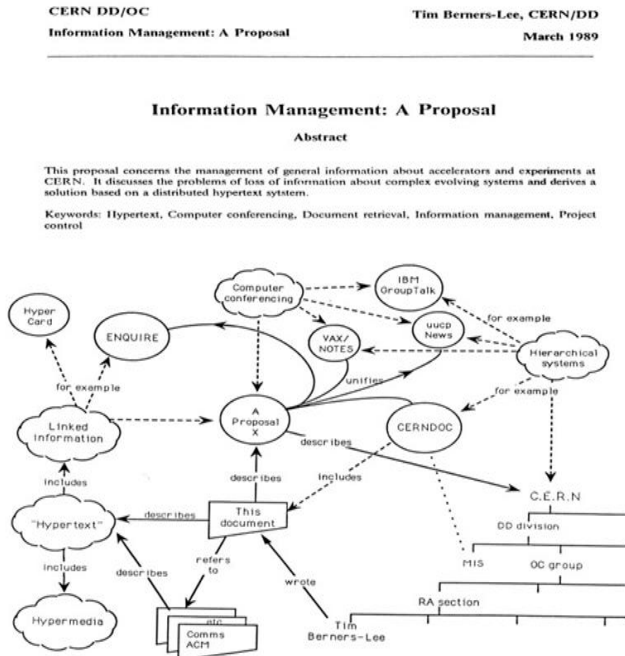 CERN DD/OC
Tim Berners-Lee, CERN/DD
Information Management: A Proposal
March 1989
Information Management: A Proposal
Abstract
This proposal concerns the management of general information about accelerators and experiments at
CERN. It discusses the problems of loss of information about complex evolving systems and derives a
solution based on a distributed hypertext sytstem.
Keywords: Hypertext, Computer conferencing, Document retrieval, Information management, Project
control
Computer
conferencing
IBM
GroupTalk
Hyper
Card
ENQUIRE
VAX/
NOTES
uucp
News
for example
Hierarchical
systems
unifies
for example
for example
Linked
information
A
Proposal
X
CERNDOC
describes
includes
describes
includes
C.E.R.N
"Hypertext"
describes
This
document
DD division
refers
to
includes
describes
wrote
MIS
OC group
Hypermedia
etc
Comms
ACM
RA section
Tim
Berners-Lee